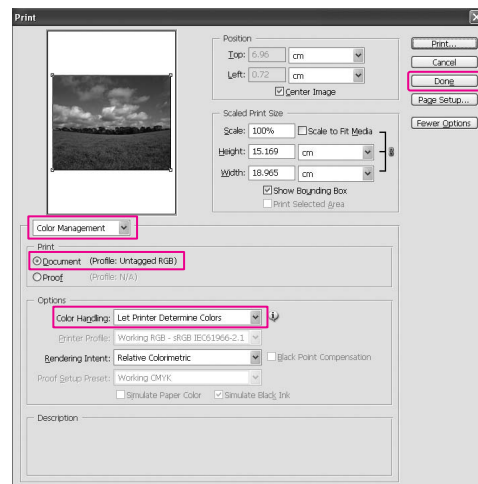 Print
Position
Top: 6.96 cm
Left: 0.72 cm
Center Image
Scaled Print Size
Scale: 100% Scale to Fit Media
Height: 15.169 cm
Width: 18.965 cm
Show Bounding Box
Print Selected Area
Print...
Cancel
Done
Page Setup...
Fewer Options
Color Management
Print
Document (Profile: Untagged RGB)
Proof (Profile: N/A)
Options
Color Handling: Let Printer Determine Colors
Printer Profile: Working RGB - sRGB IEC61966-2.1
Rendering Intent: Relative Colorimetric Black Point Compensation
Proof Setup Preset: Working CMYK
Simulate Paper Color Simulate Black Ink
Description